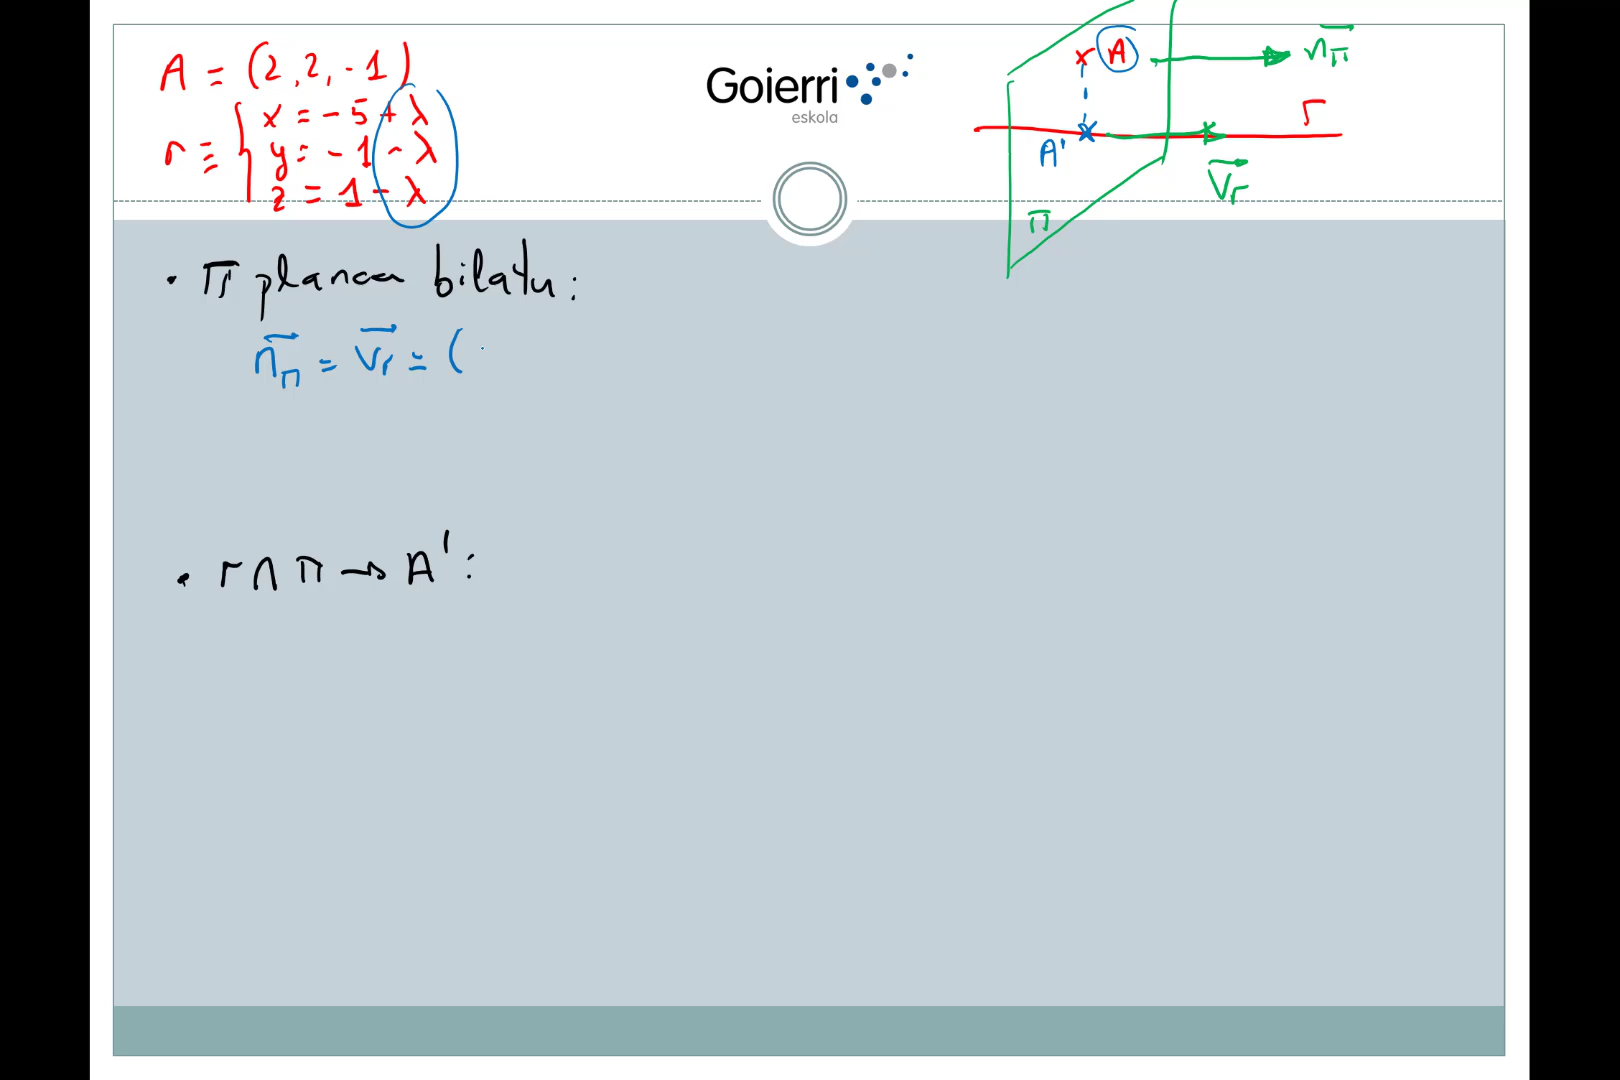 A = (2, 2, -1)
r ≡ { x = -5 + λ
y = -1 - λ
z = 1 - λ
Goierri
eskola
A
n⃗π
r
A'
v⃗r
π
• π planoa bilatu:
n⃗π = v⃗r = (
• r ∩ π → A':